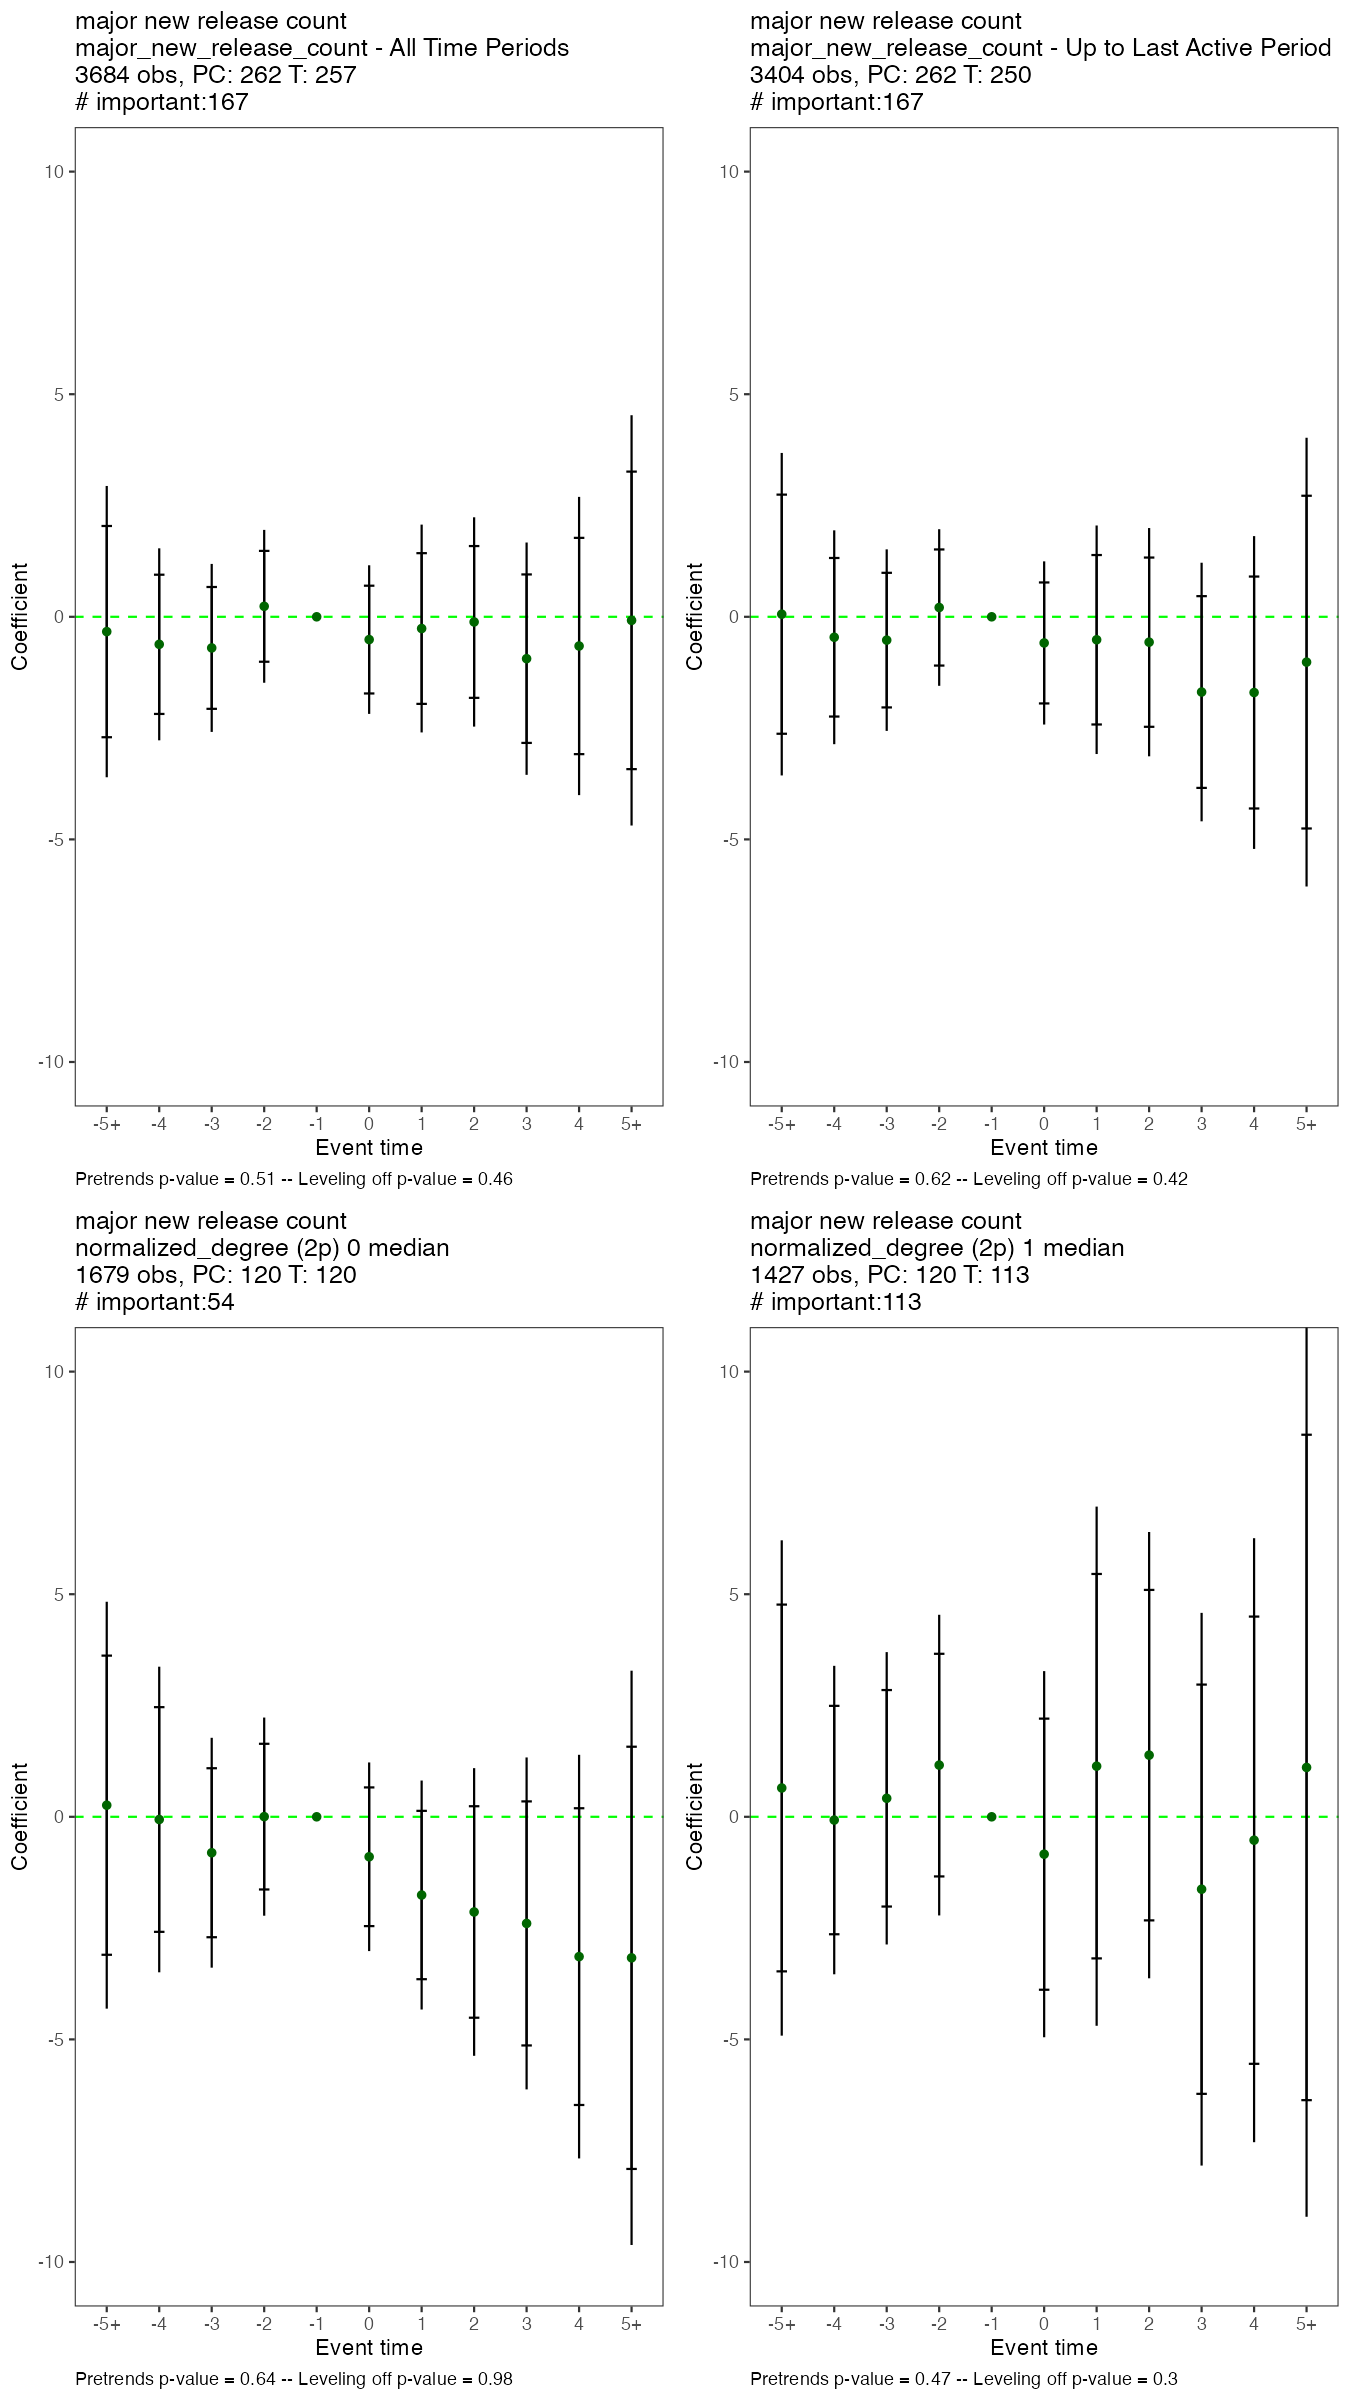 major new release count
major_new_release_count - All Time Periods
3684 obs, PC: 262 T: 257
# important:167
10
5
0
-5
-10
Coefficient
-5+ -4 -3 -2 -1 0 1 2 3 4 5+
Event time
Pretrends p-value = 0.51 -- Leveling off p-value = 0.46
major new release count
major_new_release_count - Up to Last Active Period
3404 obs, PC: 262 T: 250
# important:167
10
5
0
-5
-10
Coefficient
-5+ -4 -3 -2 -1 0 1 2 3 4 5+
Event time
Pretrends p-value = 0.62 -- Leveling off p-value = 0.42
major new release count
normalized_degree (2p) 0 median
1679 obs, PC: 120 T: 120
# important:54
10
5
0
-5
-10
Coefficient
-5+ -4 -3 -2 -1 0 1 2 3 4 5+
Event time
Pretrends p-value = 0.64 -- Leveling off p-value = 0.98
major new release count
normalized_degree (2p) 1 median
1427 obs, PC: 120 T: 113
# important:113
10
5
0
-5
-10
Coefficient
-5+ -4 -3 -2 -1 0 1 2 3 4 5+
Event time
Pretrends p-value = 0.47 -- Leveling off p-value = 0.3